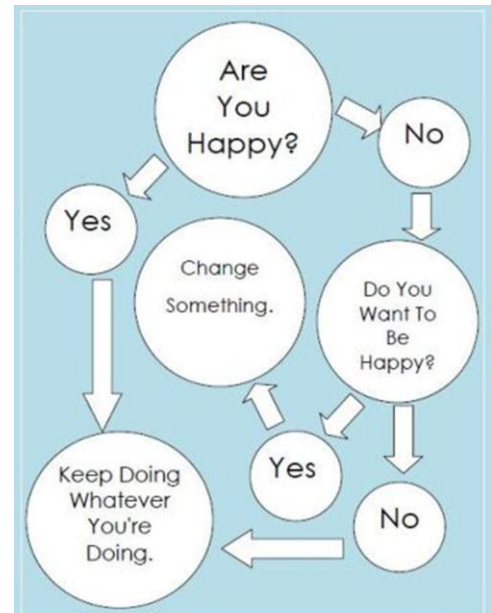 Are
You
Happy?
No
Yes
Change
Something.
Do You
Want To
Be
Happy?
Yes
No
Keep Doing
Whatever
You're
Doing.